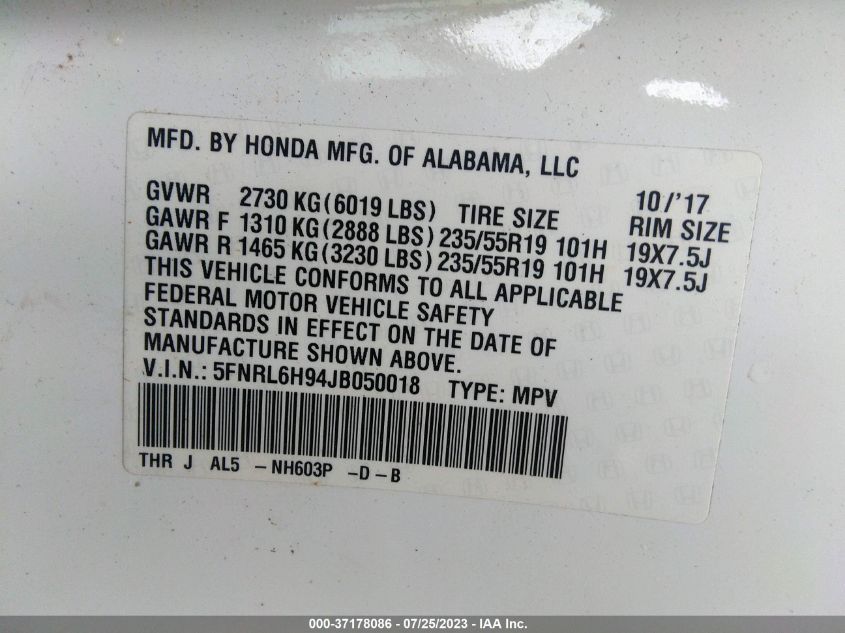 MFD. BY HONDA MFG. OF ALABAMA, LLC
GVWR 2730 KG(6019 LBS) TIRE SIZE 10/'17
RIM SIZE
GAWR F 1310 KG(2888 LBS) 235/55R19 101H 19X7.5J
GAWR R 1465 KG(3230 LBS) 235/55R19 101H 19X7.5J
THIS VEHICLE CONFORMS TO ALL APPLICABLE
FEDERAL MOTOR VEHICLE SAFETY
STANDARDS IN EFFECT ON THE DATE OF
MANUFACTURE SHOWN ABOVE.
V.I.N.: 5FNRL6H94JB050018 TYPE: MPV
THR J AL5 -NH603P -D-B
000-37178086 - 07/25/2023 - IAA Inc.